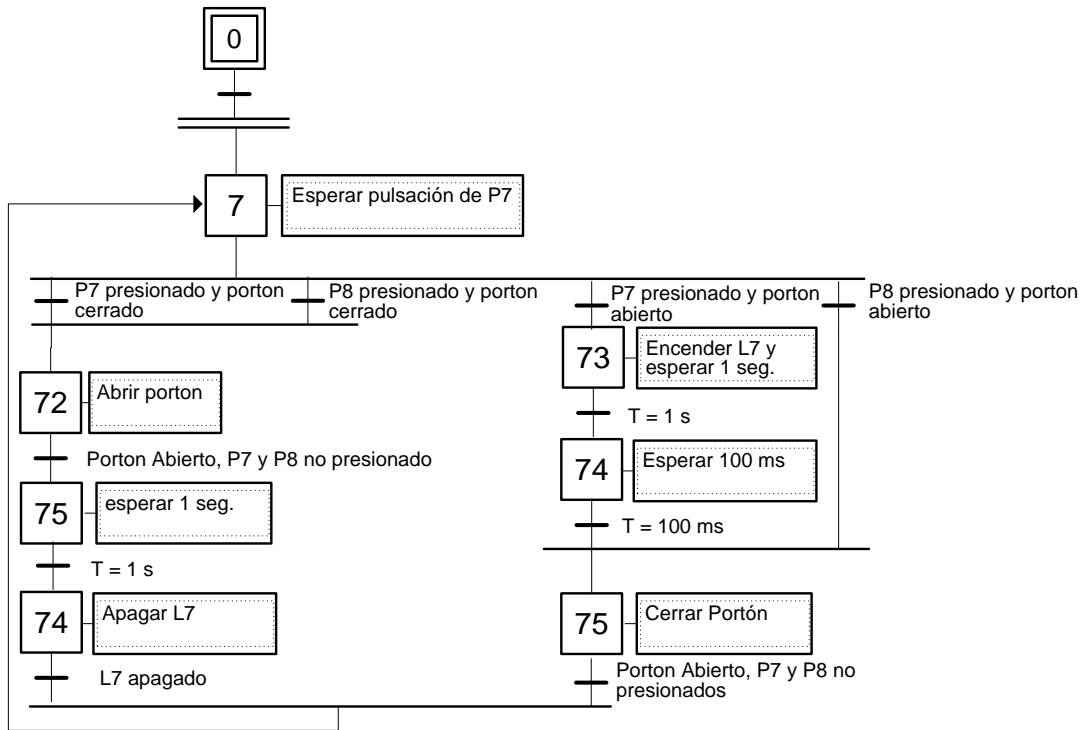 0
7
Esperar pulsación de P7
P7 presionado y porton
cerrado
P8 presionado y porton
cerrado
P7 presionado y porton
abierto
P8 presionado y porton
abierto
72
Abrir porton
Porton Abierto, P7 y P8 no presionado
75
esperar 1 seg.
T = 1 s
74
Apagar L7
L7 apagado
73
Encender L7 y
esperar 1 seg.
T = 1 s
74
Esperar 100 ms
T = 100 ms
75
Cerrar Portón
Porton Abierto, P7 y P8 no
presionados